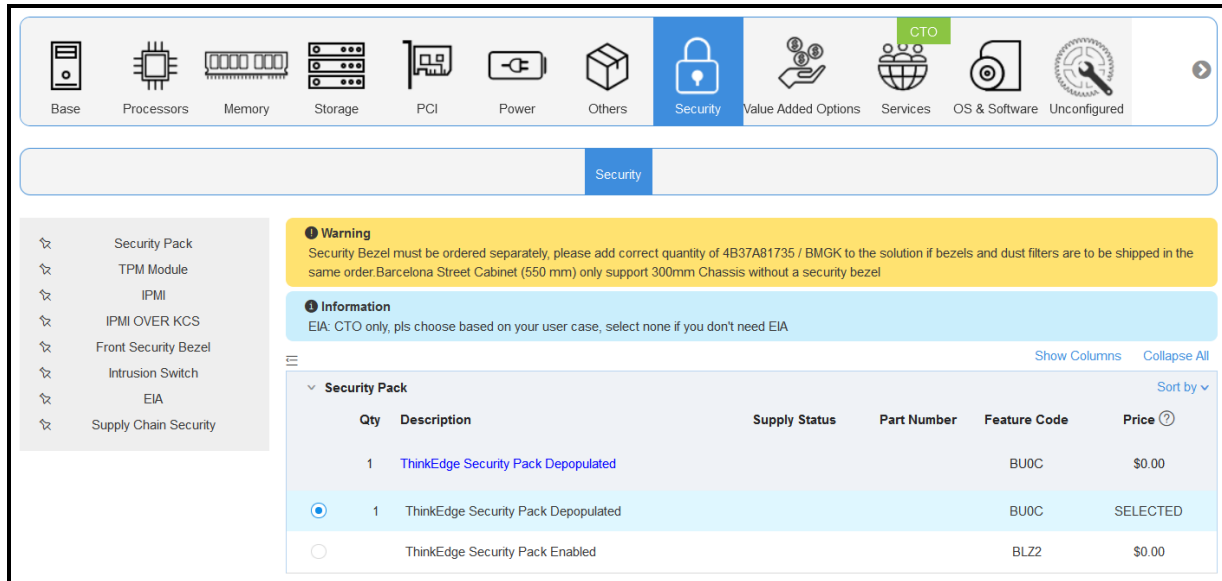 CTO
Base Processors Memory Storage PCI Power Others Security Value Added Options Services OS & Software Unconfigured
Security
Security Pack
TPM Module
IPMI
IPMI OVER KCS
Front Security Bezel
Intrusion Switch
EIA
Supply Chain Security
Warning
Security Bezel must be ordered separately, please add correct quantity of 4B37A81735 / BMGK to the solution if bezels and dust filters are to be shipped in the
same order.Barcelona Street Cabinet (550 mm) only support 300mm Chassis without a security bezel
Information
EIA: CTO only, pls choose based on your user case, select none if you don't need EIA
Show Columns Collapse All
Security Pack Sort by
Qty Description Supply Status Part Number Feature Code Price ?
1 ThinkEdge Security Pack Depopulated BU0C $0.00
1 ThinkEdge Security Pack Depopulated BU0C SELECTED
ThinkEdge Security Pack Enabled BLZ2 $0.00